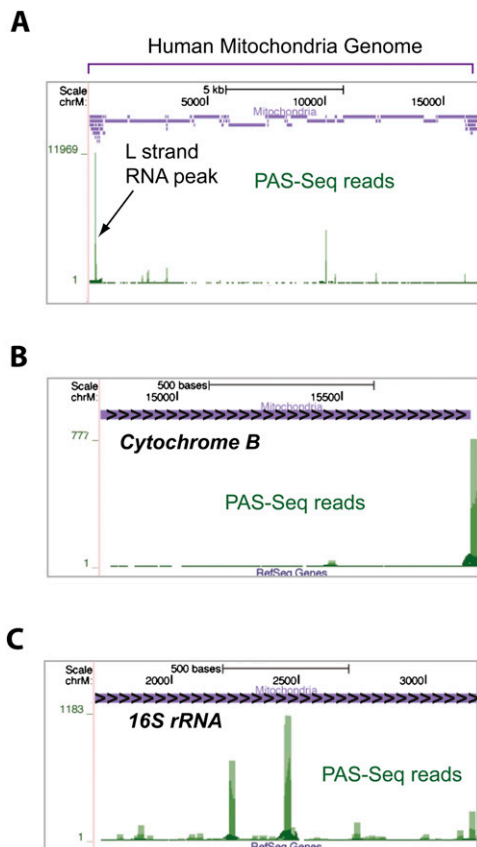 A
Human Mitochondria Genome
Scale
5 kb
chrM:
5000
10000
15000
Mitochondria
11969
L strand
RNA peak
PAS-Seq reads
1
B
Scale
500 bases
chrM:
15000
15500
Mitochondria
777
Cytochrome B
PAS-Seq reads
1
RefSeq Genes
C
Scale
500 bases
chrM:
2000
2500
3000
Mitochondria
1183
16S rRNA
PAS-Seq reads
1
RefSeq Genes